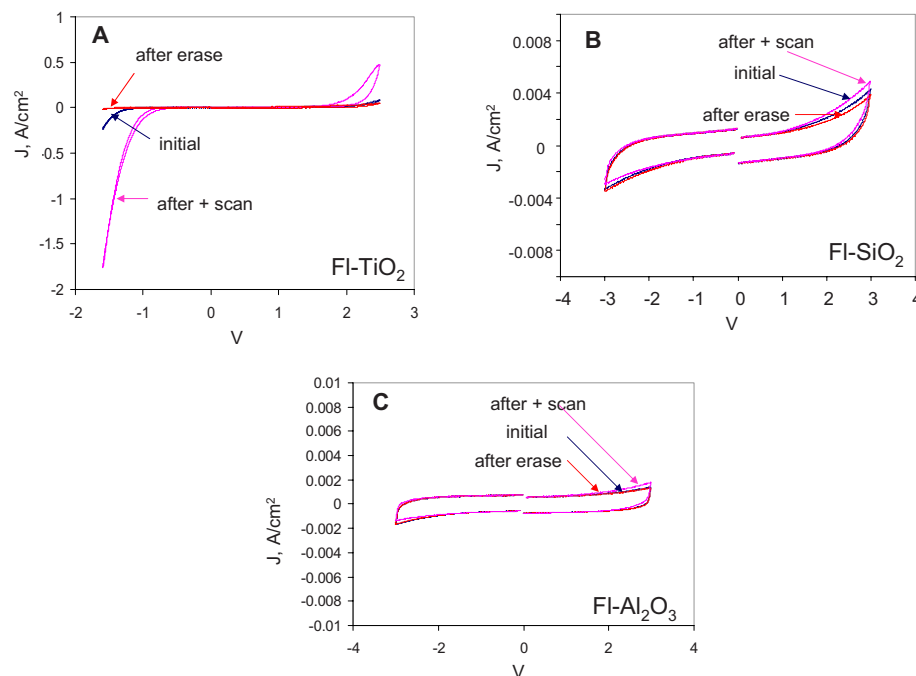 A
after erase
initial
after + scan
Fl-TiO2
J, A/cm2
1
0.5
0
-0.5
-1
-1.5
-2
-2 -1 0 1 2 3
V
B
after + scan
initial
after erase
Fl-SiO2
J, A/cm2
0.008
0.004
0
-0.004
-0.008
-4 -3 -2 -1 0 1 2 3 4
V
C
after + scan
initial
after erase
Fl-Al2O3
J, A/cm2
0.01
0.008
0.006
0.004
0.002
0
-0.002
-0.004
-0.006
-0.008
-0.01
-4 -2 0 2 4
V